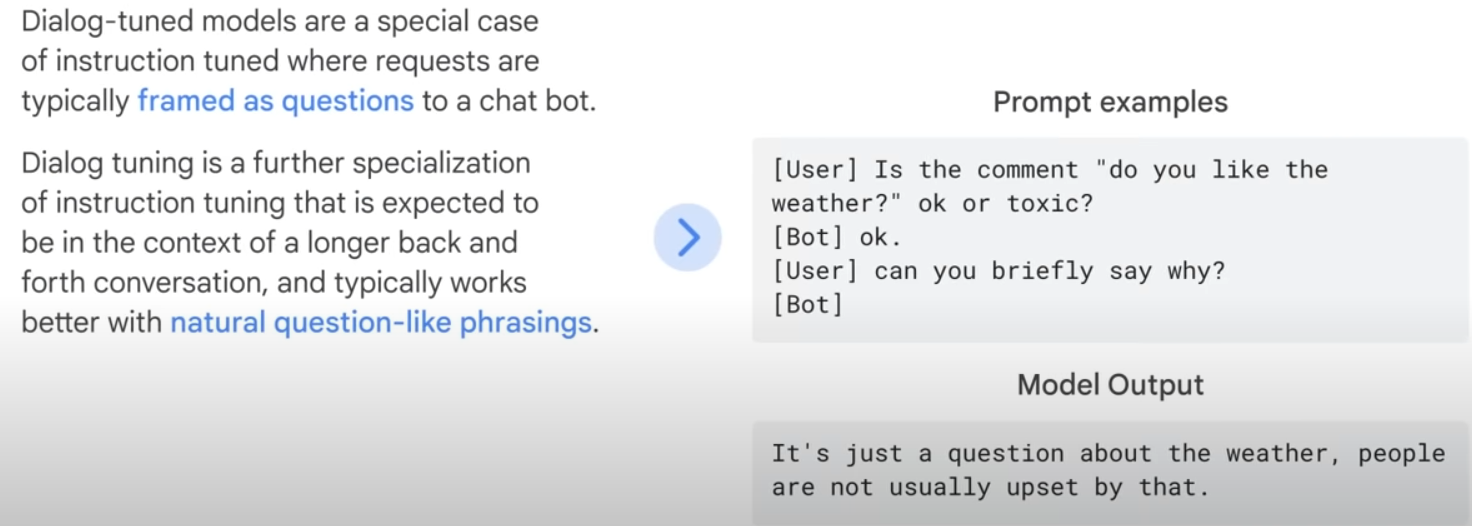 Dialog-tuned models are a special case
of instruction tuned where requests are
typically framed as questions to a chat bot.
Dialog tuning is a further specialization
of instruction tuning that is expected to
be in the context of a longer back and
forth conversation, and typically works
better with natural question-like phrasings.
Prompt examples
[User] Is the comment "do you like the
weather?" ok or toxic?
[Bot] ok.
[User] can you briefly say why?
[Bot]
Model Output
It's just a question about the weather, people
are not usually upset by that.